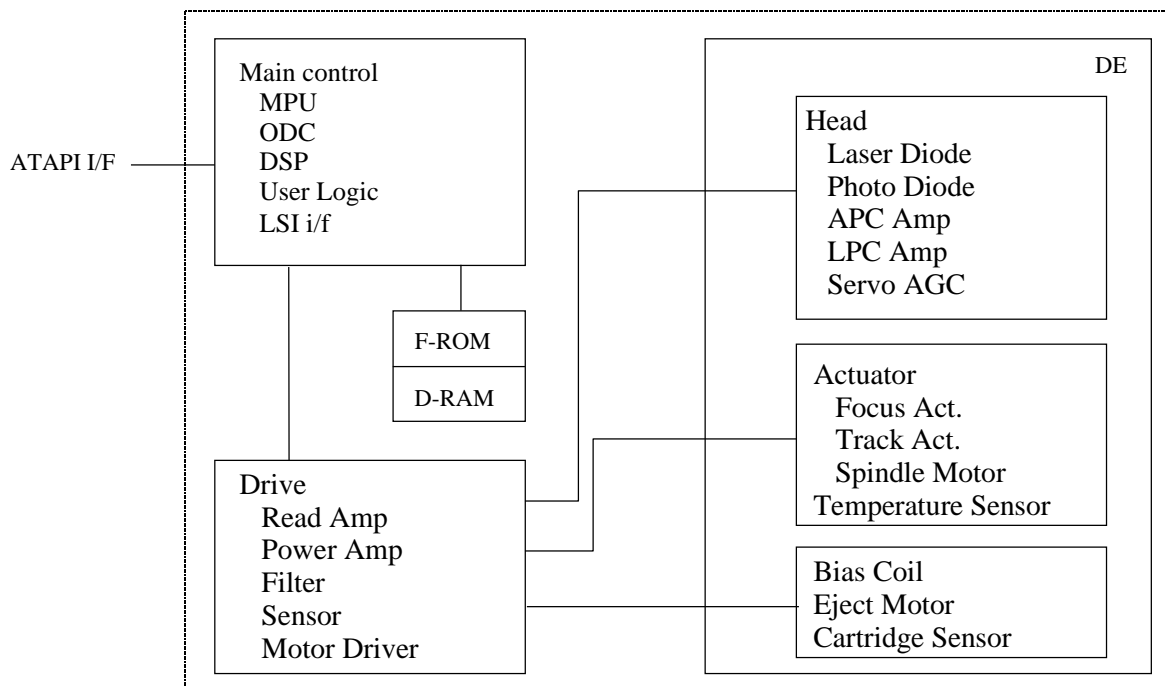 ATAPI I/F
Main control
MPU
ODC
DSP
User Logic
LSI i/f
F-ROM
D-RAM
Drive
Read Amp
Power Amp
Filter
Sensor
Motor Driver
DE
Head
Laser Diode
Photo Diode
APC Amp
LPC Amp
Servo AGC
Actuator
Focus Act.
Track Act.
Spindle Motor
Temperature Sensor
Bias Coil
Eject Motor
Cartridge Sensor